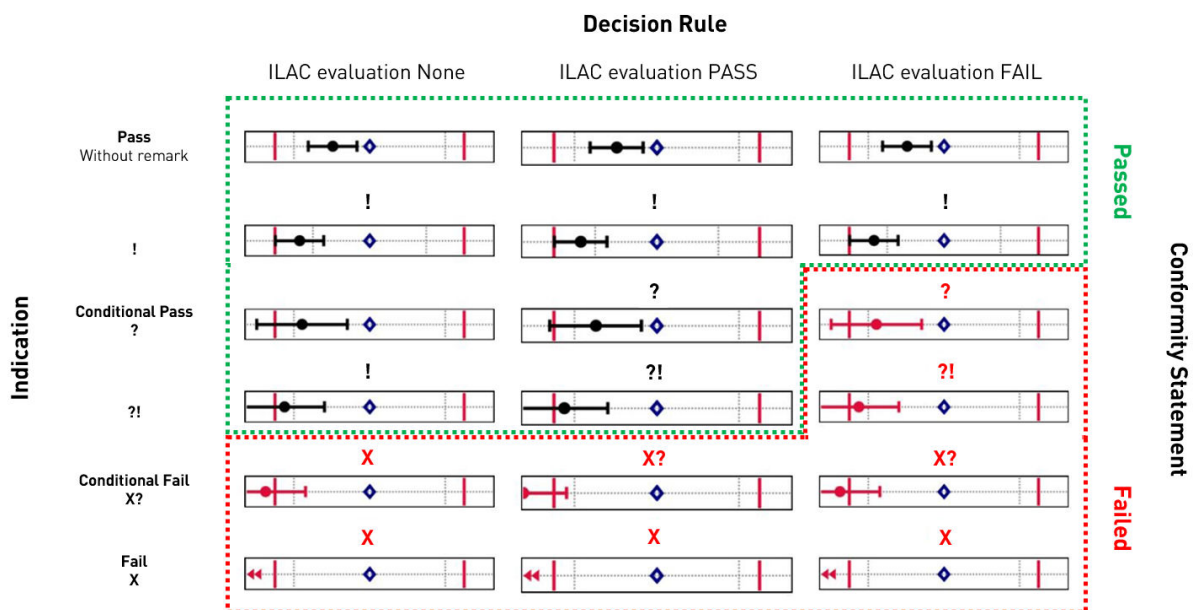 Decision Rule
ILAC evaluation None
ILAC evaluation PASS
ILAC evaluation FAIL
Pass
Without remark
Passed
! ! !
!
Conditional Pass
?
? ?
Indication
Conformity Statement
! ?! ?!
?!
X X? X?
Conditional Fail
X?
Failed
X X X
Fail
X